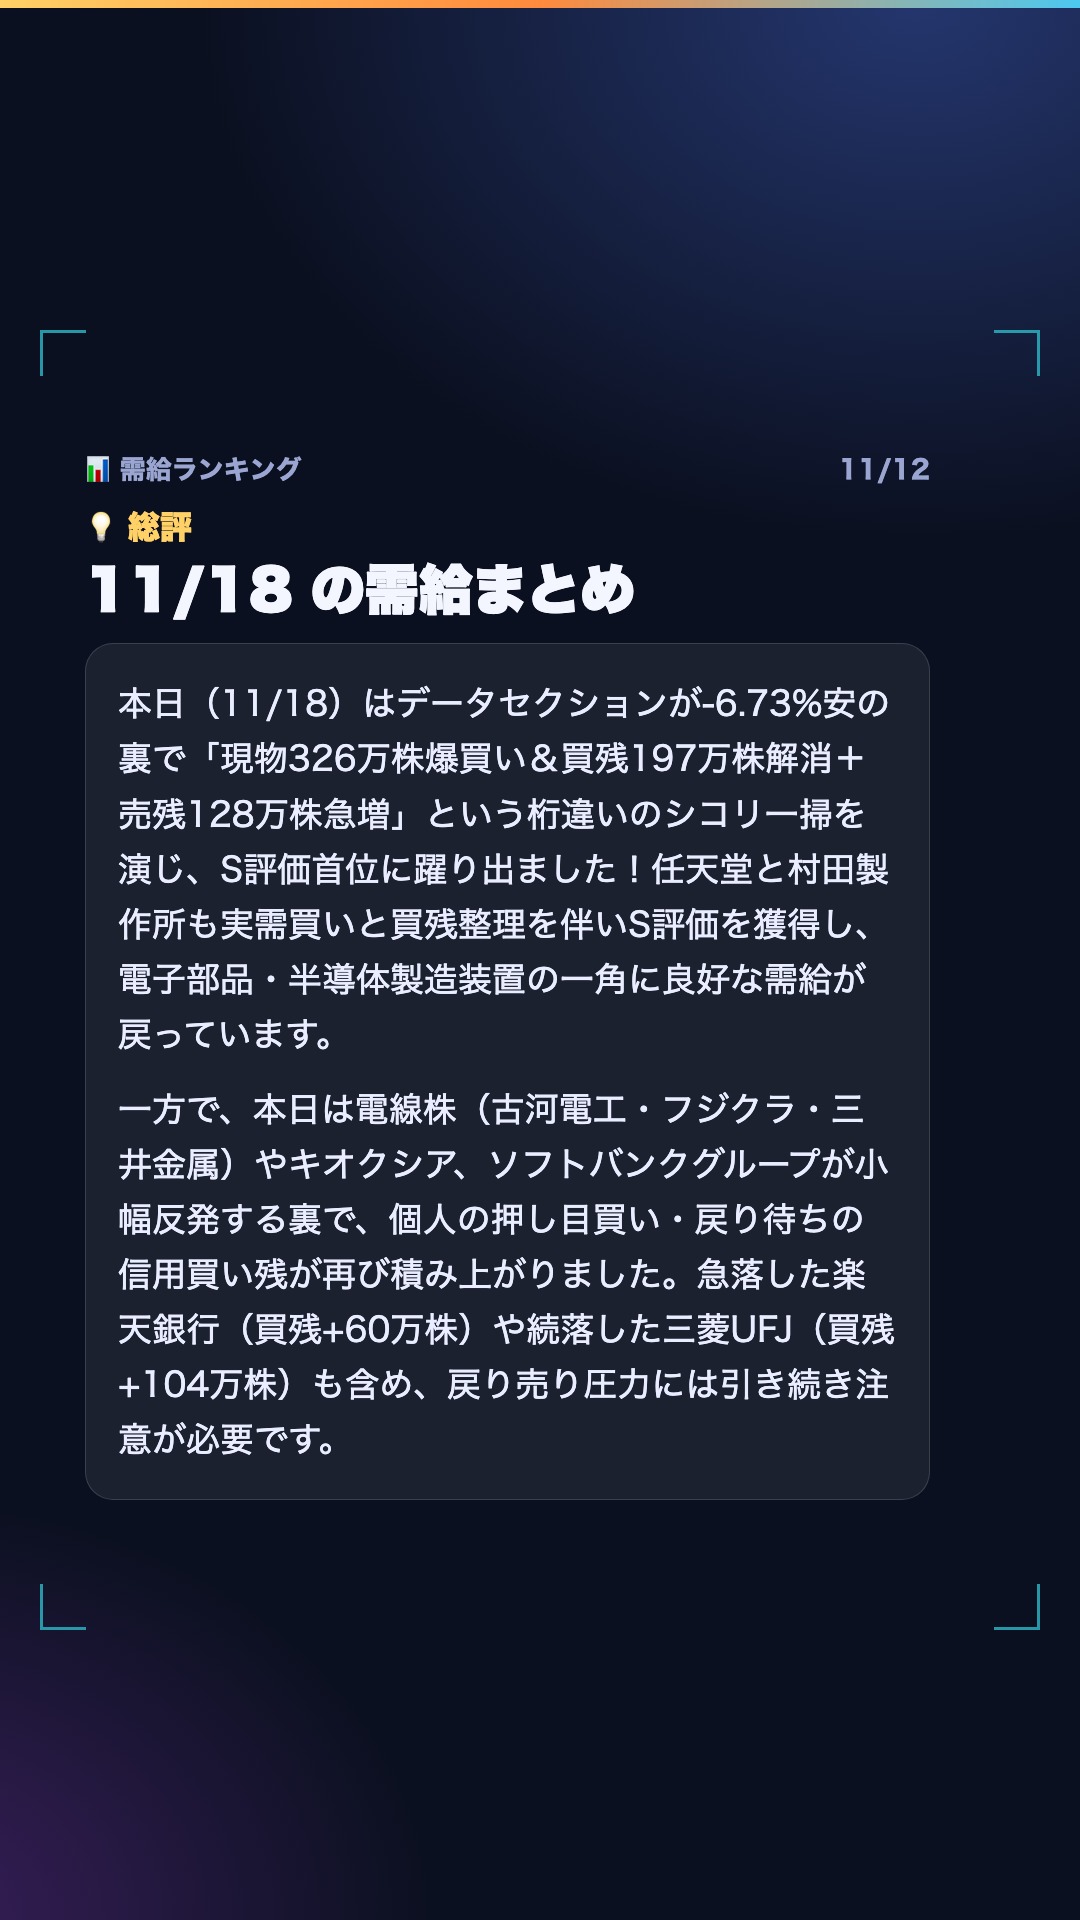 📊 需給ランキング 11/12
💡 総評
11/18 の需給まとめ
本日（11/18）はデータセクションが-6.73%安の
裏で「現物326万株爆買い＆買残197万株解消＋
売残128万株急増」という桁違いのシコリ一掃を
演じ、S評価首位に躍り出ました！任天堂と村田製
作所も実需買いと買残整理を伴いS評価を獲得し、
電子部品・半導体製造装置の一角に良好な需給が
戻っています。
一方で、本日は電線株（古河電工・フジクラ・三
井金属）やキオクシア、ソフトバンクグループが小
幅反発する裏で、個人の押し目買い・戻り待ちの
信用買い残が再び積み上がりました。急落した楽
天銀行（買残+60万株）や続落した三菱UFJ（買残
+104万株）も含め、戻り売り圧力には引き続き注
意が必要です。